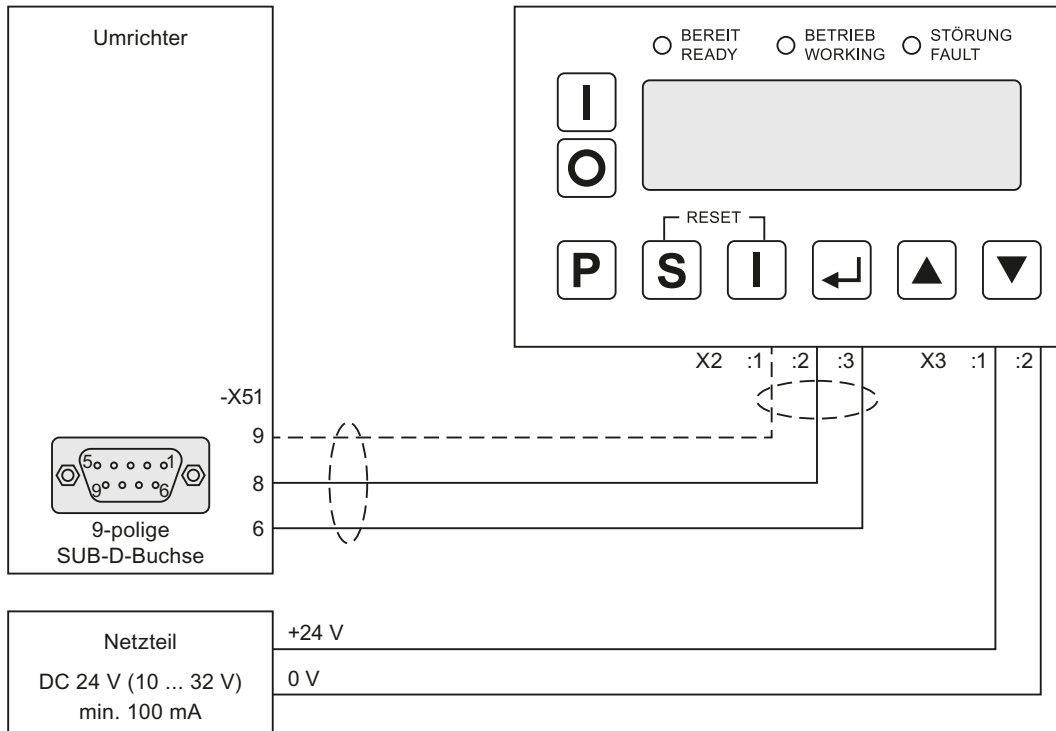 Umrichter
BEREIT
READY
BETRIEB
WORKING
STÖRUNG
FAULT
I
O
RESET
P S I ▲ ▼
X2 :1 :2 :3 X3 :1 :2
-X51
9
8
6
5 1
9 6
9-polige
SUB-D-Buchse
Netzteil
DC 24 V (10 ... 32 V)
min. 100 mA
+24 V
0 V